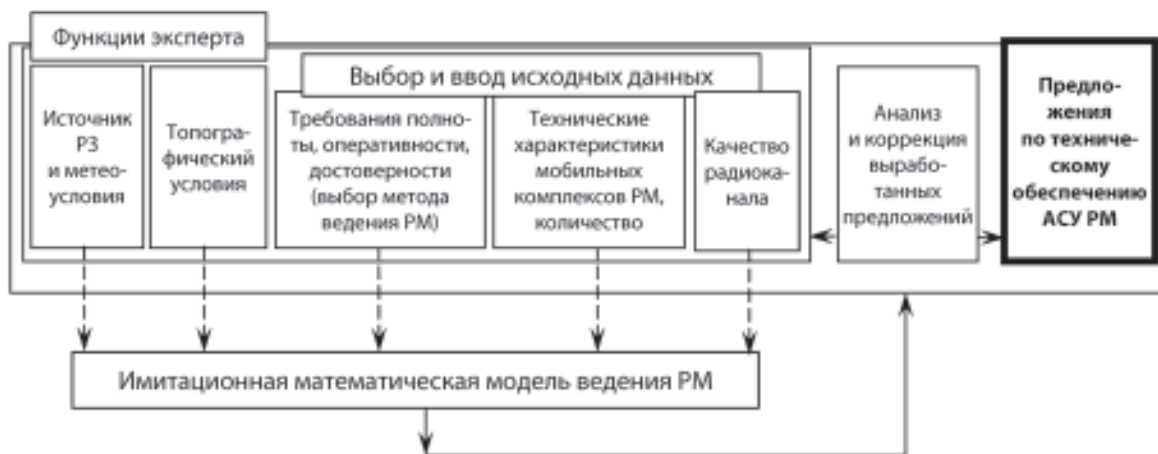 Функции эксперта
Выбор и ввод исходных данных
Источник
РЗ
и метео-
условия
Топогра-
фический
условия
Требования полно-
ты, оперативности,
достоверности
(выбор метода
ведения РМ)
Технические
характеристики
мобильных
комплексов РМ,
количество
Качество
радиока-
нала
Анализ
и коррекция
вырабо-
танных
предложений
Предло-
жения
по техниче-
скому
обеспечению
АСУ РМ
Имитационная математическая модель ведения РМ